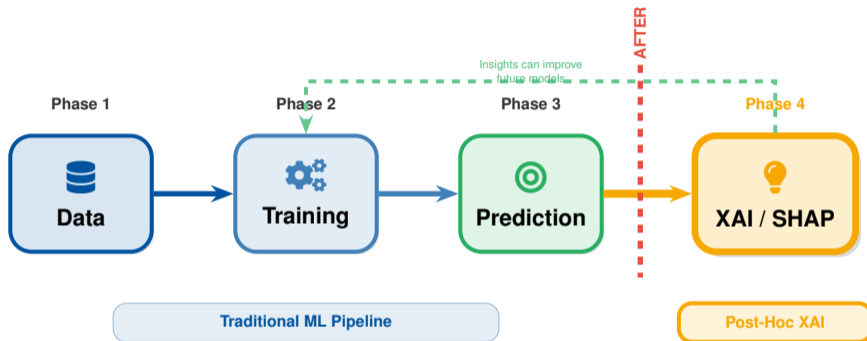 AFTER
Insights can improve
future models
Phase 1
Phase 2
Phase 3
Phase 4
Data
Training
Prediction
XAI / SHAP
Traditional ML Pipeline
Post-Hoc XAI